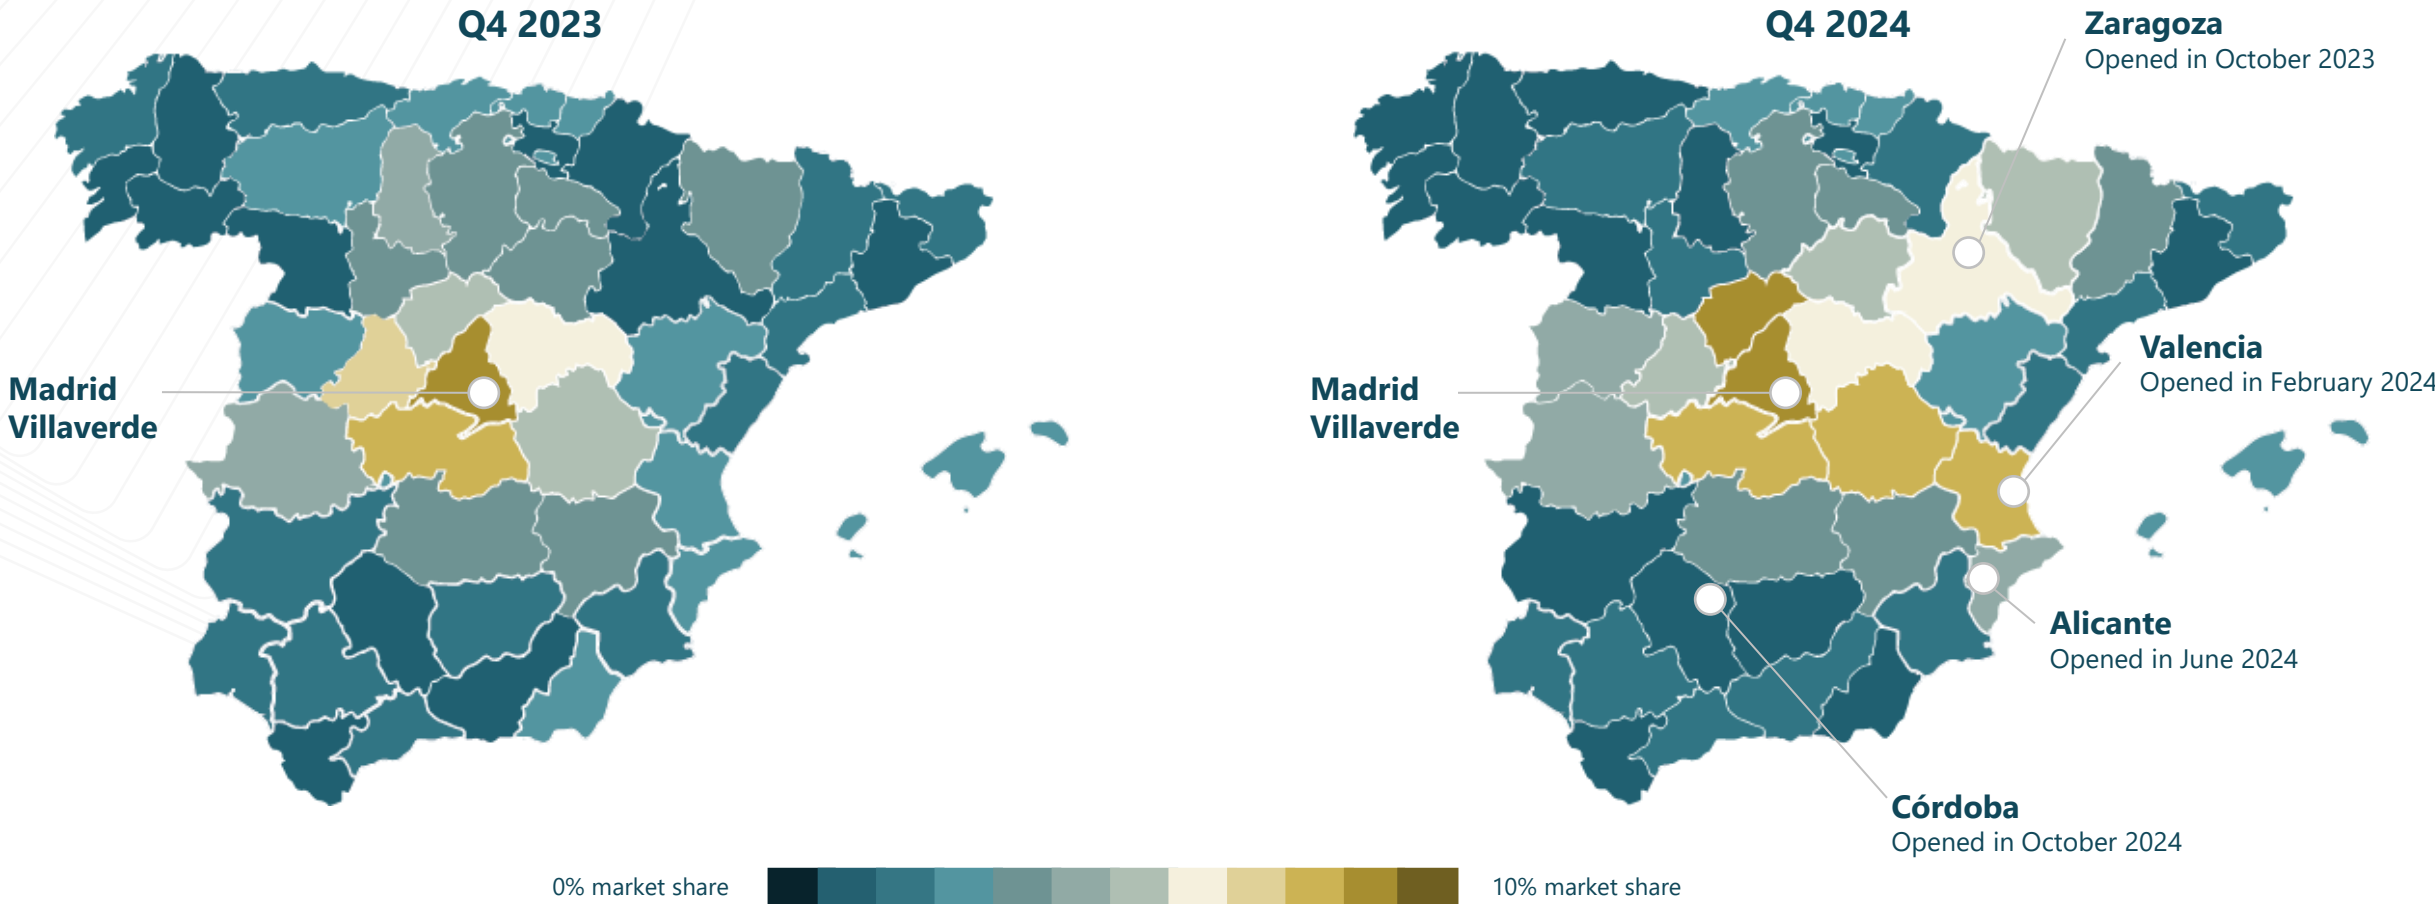 Q4 2023
Madrid
Villaverde
Q4 2024
Zaragoza
Opened in October 2023
Valencia
Opened in February 2024
Madrid
Villaverde
Alicante
Opened in June 2024
Córdoba
Opened in October 2024
0% market share
10% market share